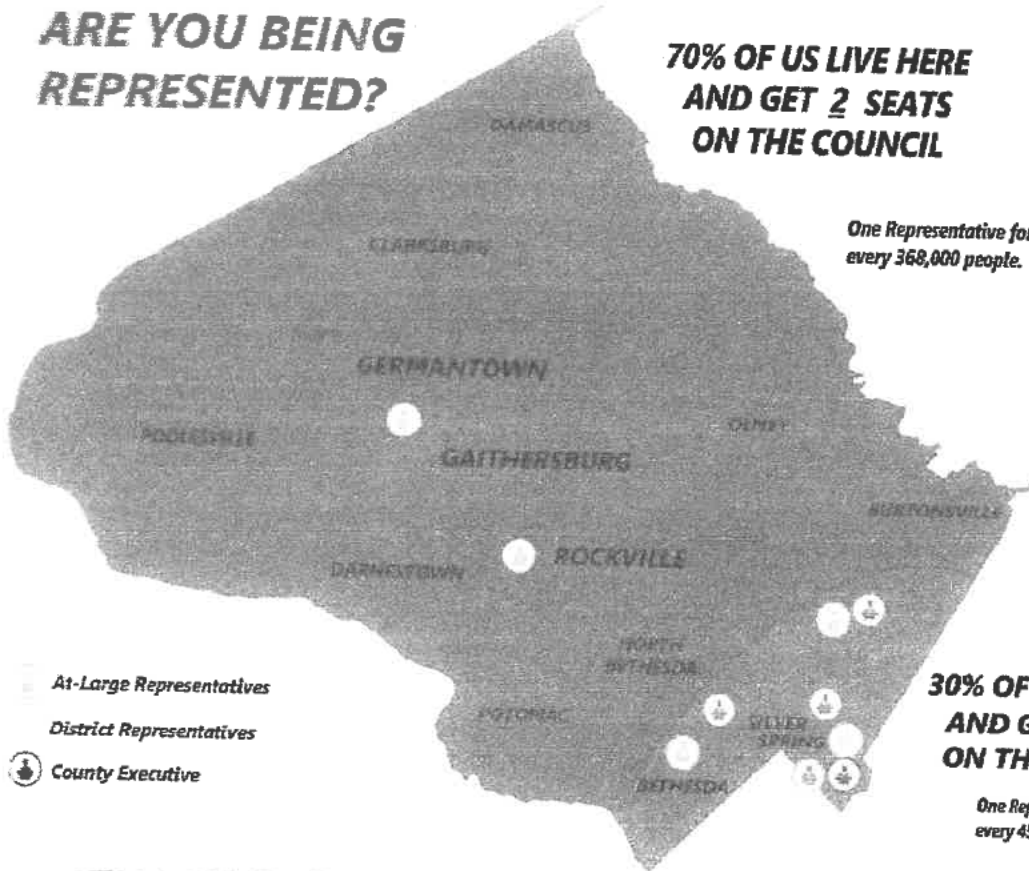 ARE YOU BEING
REPRESENTED?
70% OF US LIVE HERE
AND GET 2 SEATS
ON THE COUNCIL
DAMASCUS
One Representative for
every 368,000 people.
CLARKSBURG
GERMANTOWN
POOLESVILLE
OLNEY
GAITHERSBURG
BURTONSVILLE
ROCKVILLE
DARNESTOWN
NORTH
BETHESDA
At-Large Representatives
District Representatives
County Executive
POTOMAC
SILVER
SPRING
BETHESDA
30% OF
AND G
ON TH
One Rep
every 45